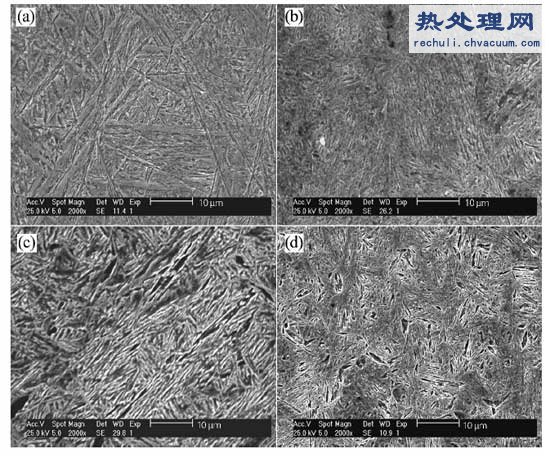 (a)
(b)
热处理网
rechuli.chvacuum.com
Acc.V Spot Magn Det WD Exp 10 μm
25.0 kV 5.0 2000x SE 11.4 1
Acc.V Spot Magn Det WD Exp 10 μm
25.0 kV 5.0 2000x SE 26.2 1
(c)
(d)
Acc.V Spot Magn Det WD Exp 10 μm
25.0 kV 5.0 2000x SE 29.8 1
Acc.V Spot Magn Det WD Exp 10 μm
25.0 kV 5.0 2000x SE 10.9 1